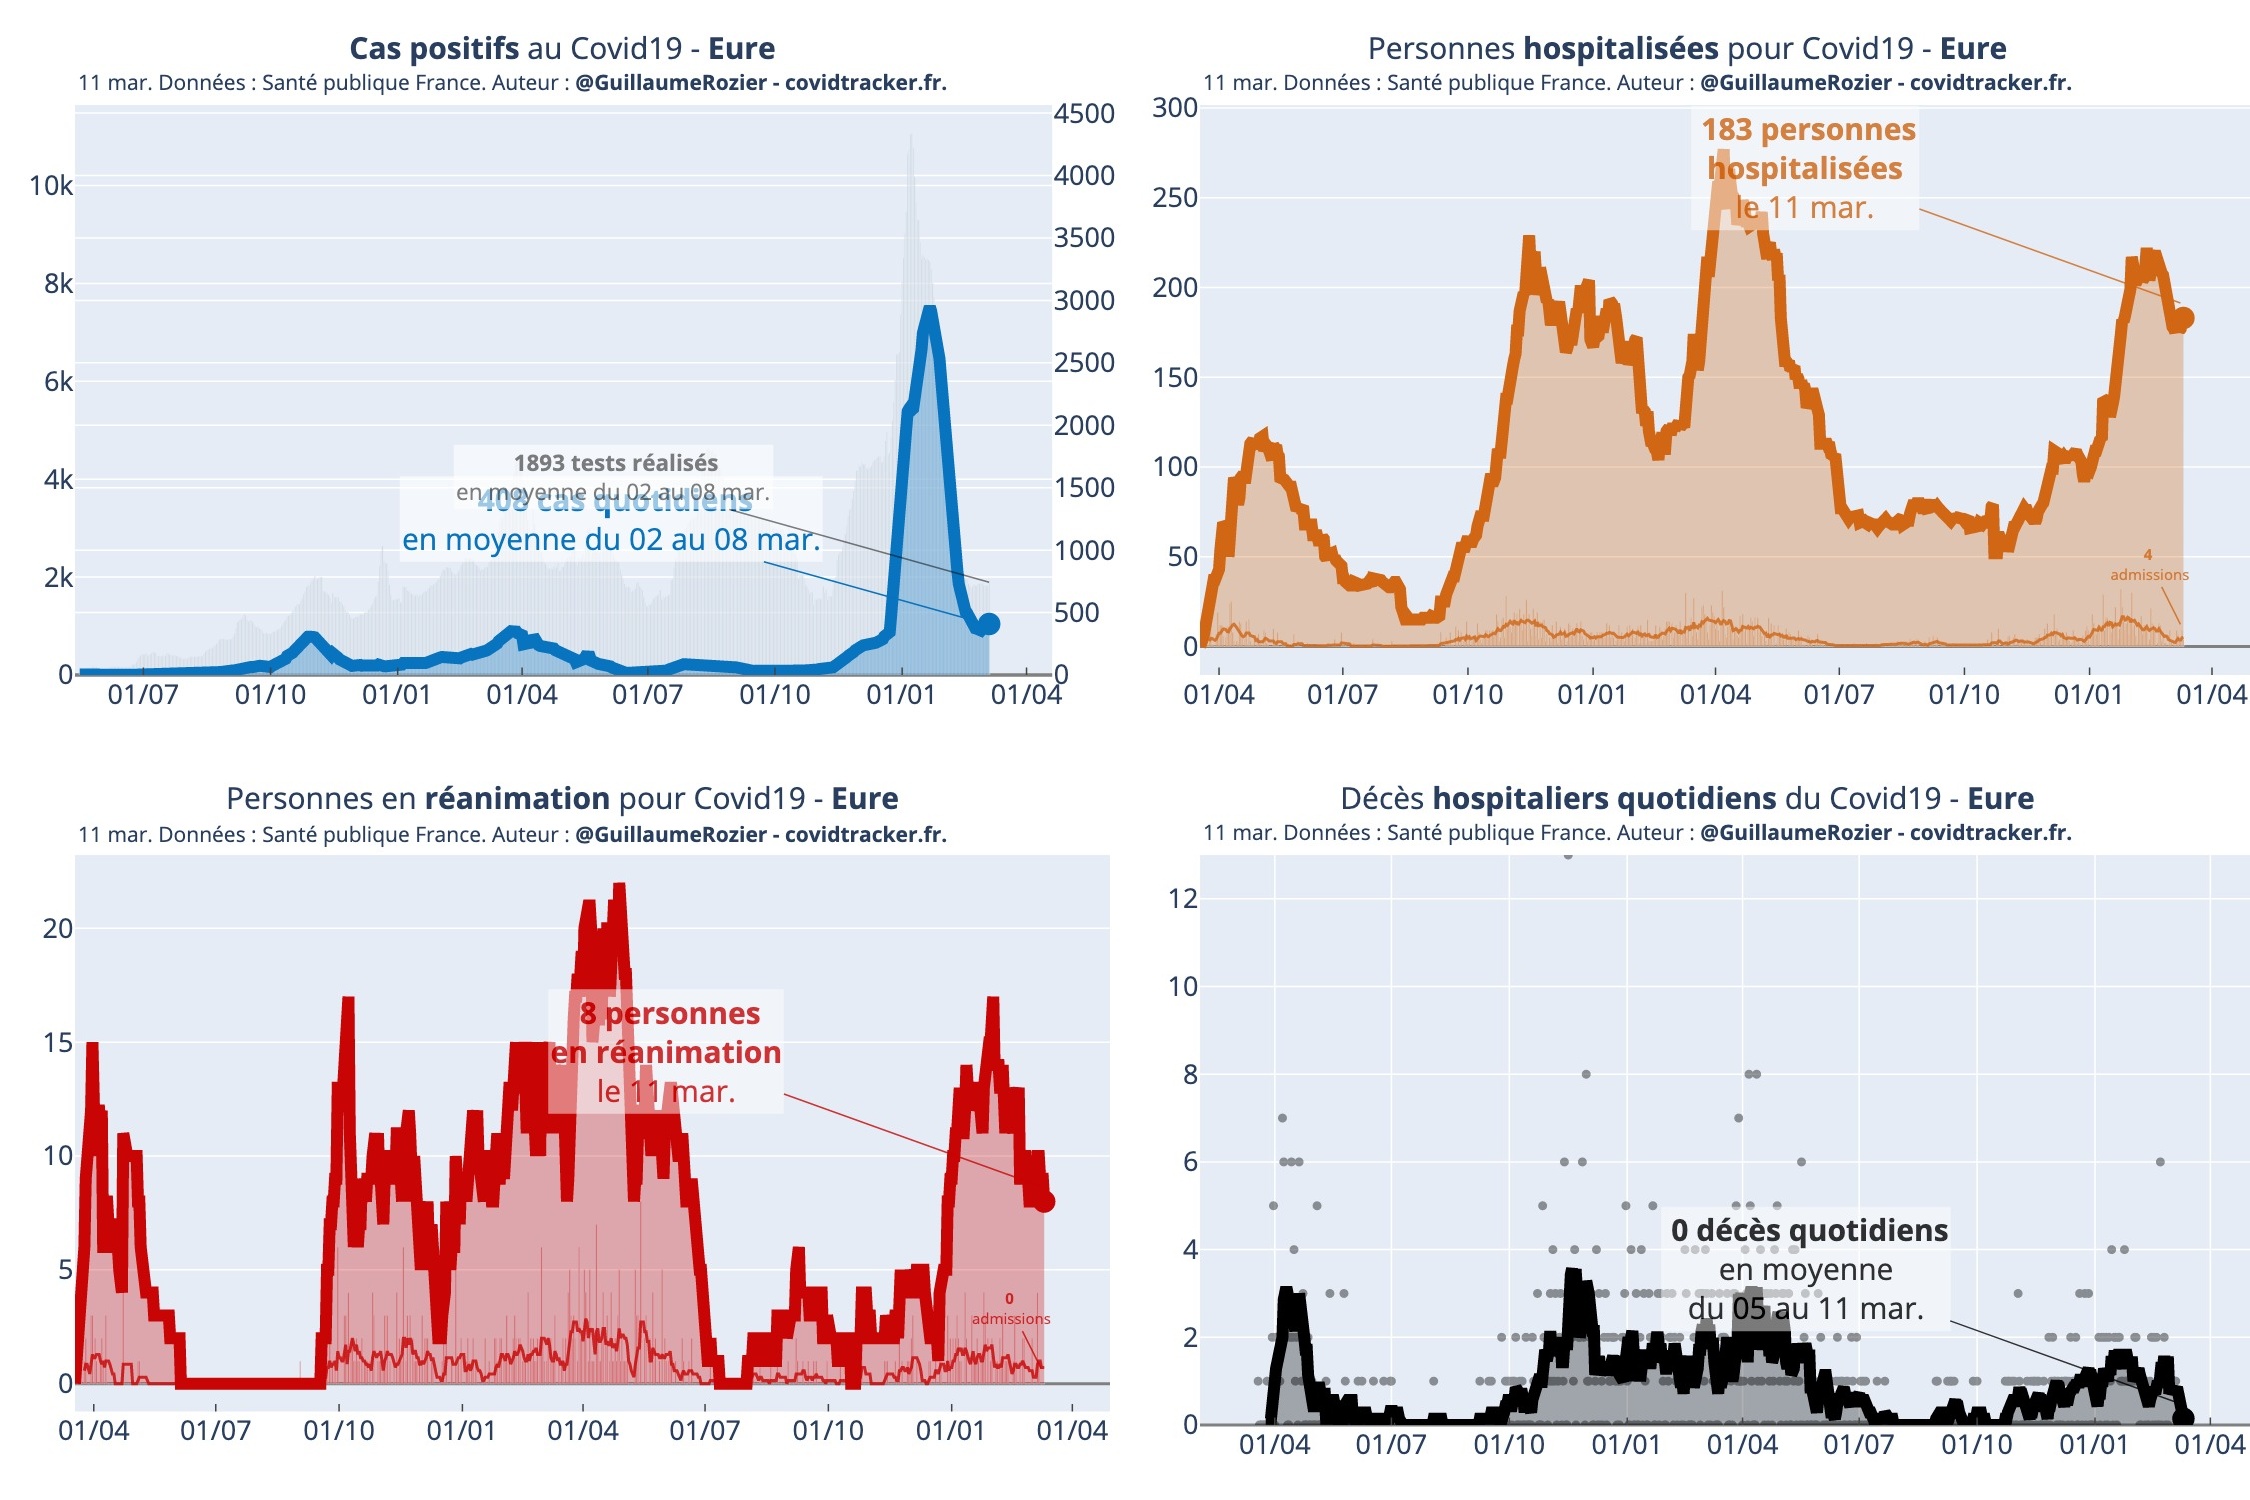 Cas positifs au Covid19 - Eure
11 mar. Données : Santé publique France. Auteur : @GuillaumeRozier - covidtracker.fr.
10k
8k
6k
4k
2k
0
4500
4000
3500
3000
2500
2000
1500
1000
500
0
1893 tests réalisés
en moyenne du 02 au 08 mar.
408 cas quotidiens
en moyenne du 02 au 08 mar.
01/07 01/10 01/01 01/04 01/07 01/10 01/01 01/04
Personnes hospitalisées pour Covid19 - Eure
11 mar. Données : Santé publique France. Auteur : @GuillaumeRozier - covidtracker.fr.
300
250
200
150
100
50
0
183 personnes
hospitalisées
le 11 mar.
4
admissions
01/04 01/07 01/10 01/01 01/04 01/07 01/10 01/01 01/04
Personnes en réanimation pour Covid19 - Eure
11 mar. Données : Santé publique France. Auteur : @GuillaumeRozier - covidtracker.fr.
20
15
10
5
0
8 personnes
en réanimation
le 11 mar.
0
admissions
01/04 01/07 01/10 01/01 01/04 01/07 01/10 01/01 01/04
Décès hospitaliers quotidiens du Covid19 - Eure
11 mar. Données : Santé publique France. Auteur : @GuillaumeRozier - covidtracker.fr.
12
10
8
6
4
2
0
0 décès quotidiens
en moyenne
du 05 au 11 mar.
01/04 01/07 01/10 01/01 01/04 01/07 01/10 01/01 01/04